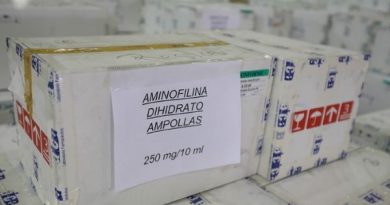 AMINOFILINA
DIHIDRATO
AMPOLLAS
250 mg/10 ml